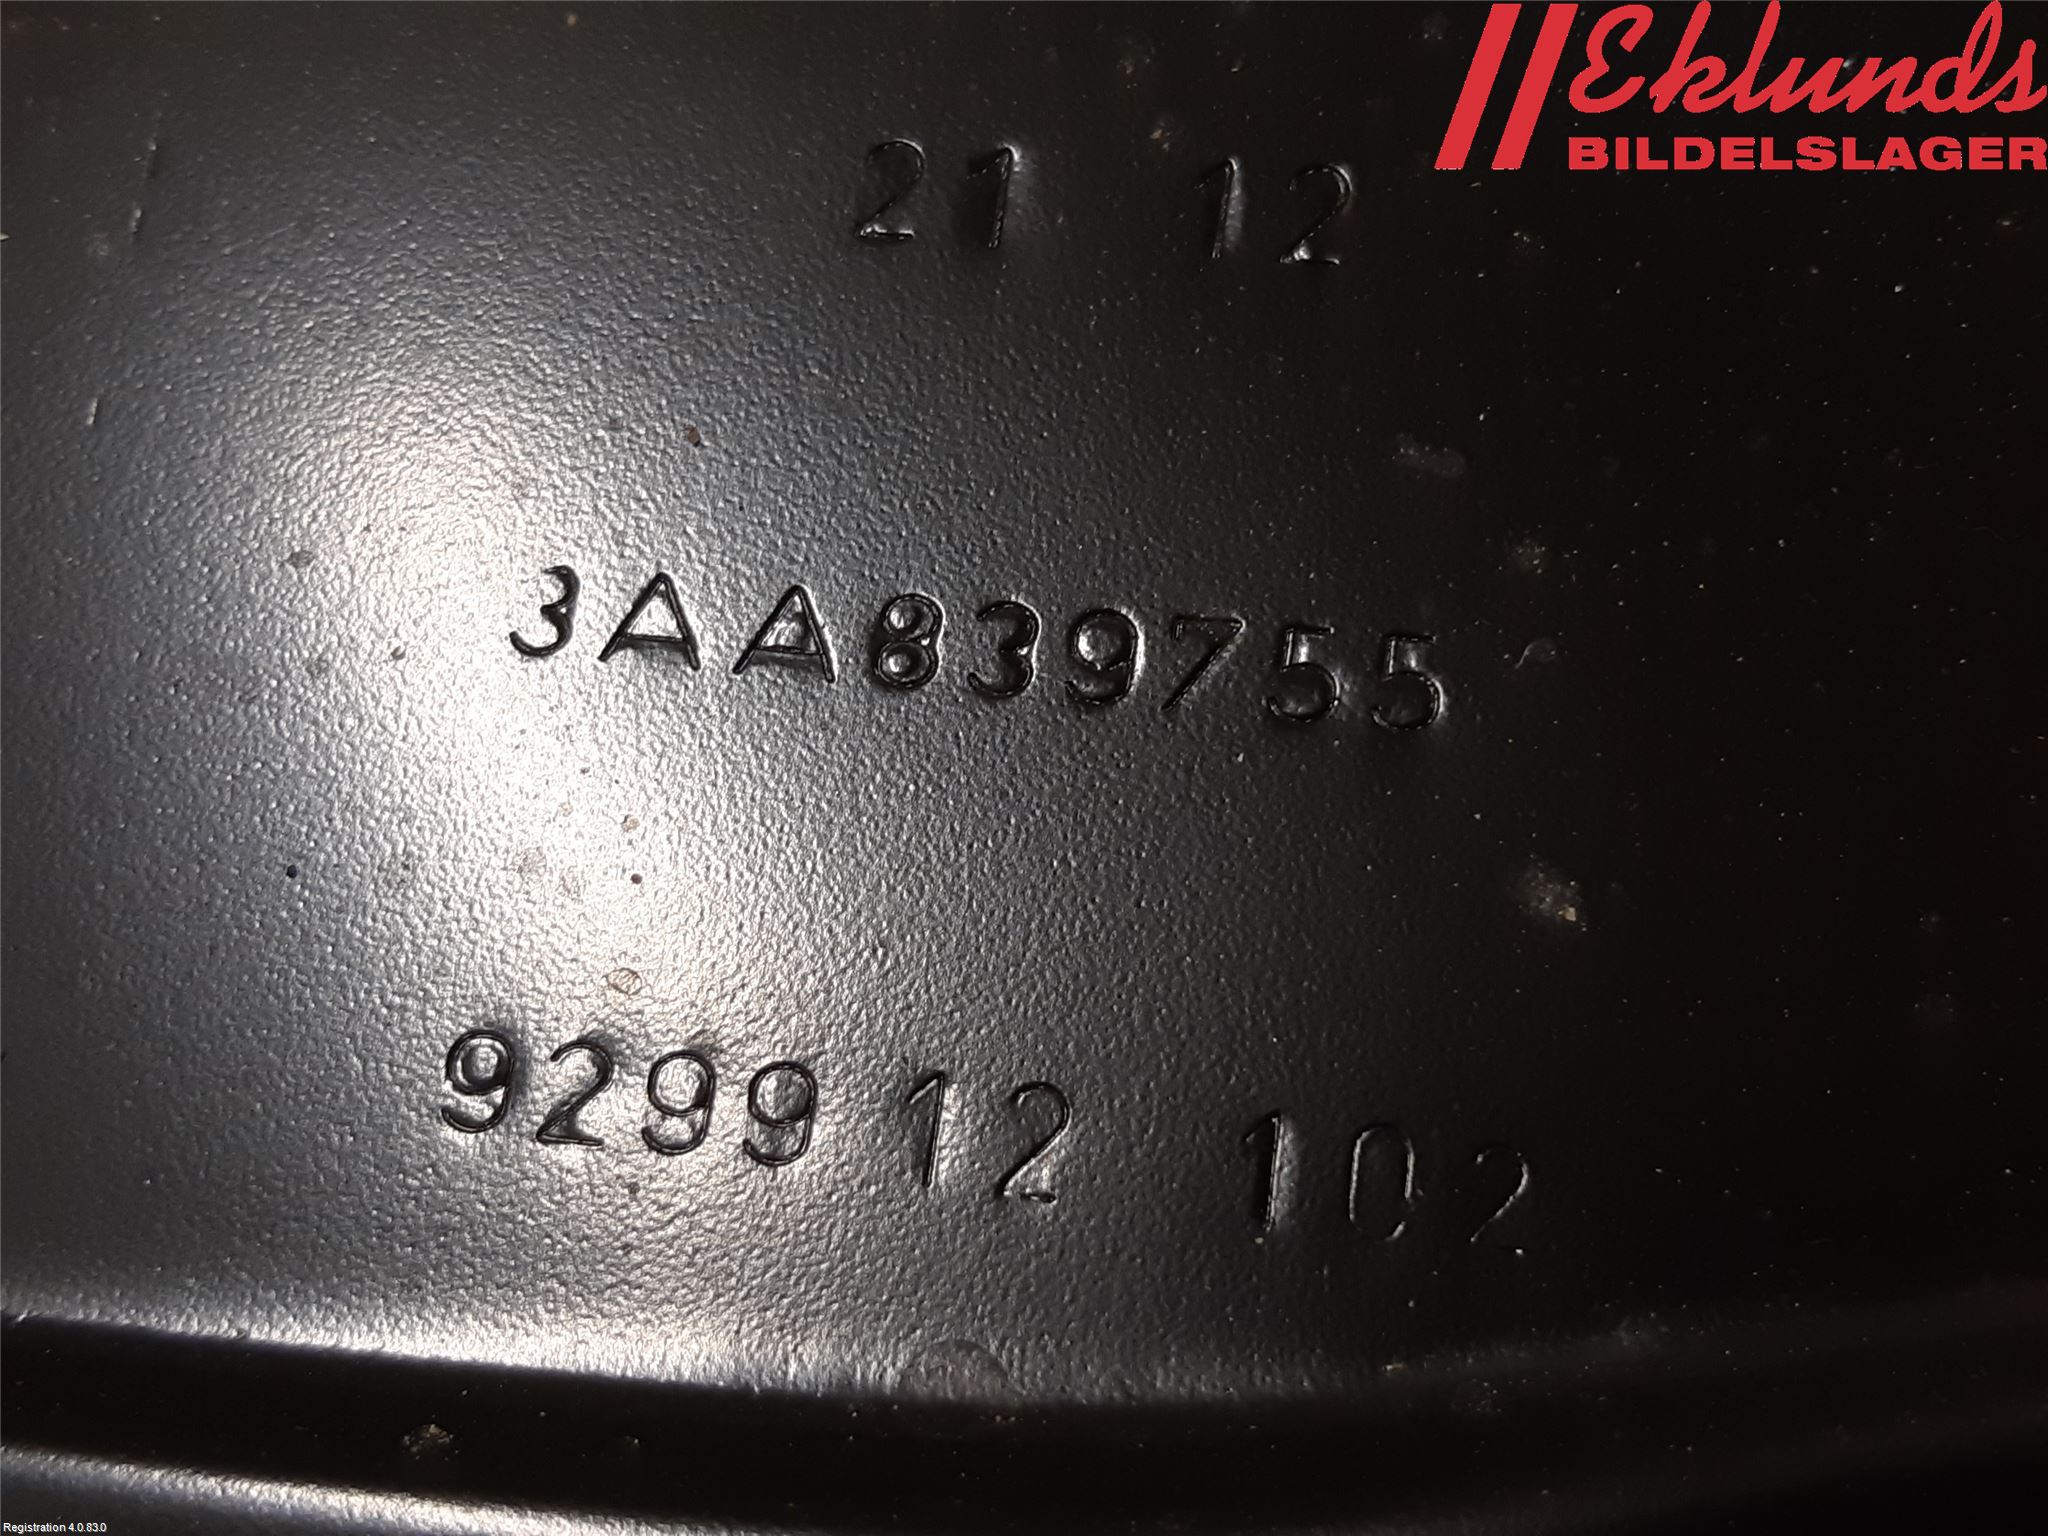 Eklunds
BILDELSLAGER
21 12
3AA839755
9299 12 102
Registration 4.0.83.0